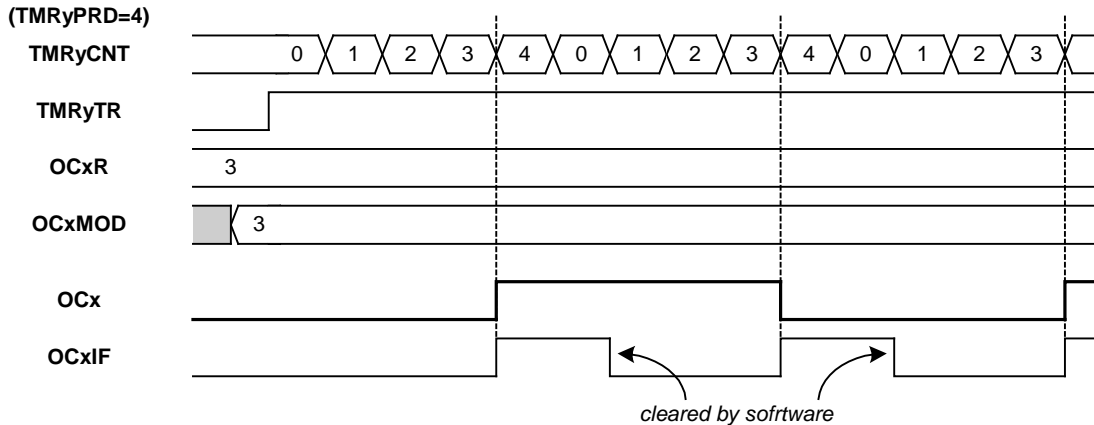 (TMRyPRD=4)
TMRyCNT 0 1 2 3 4 0 1 2 3 4 0 1 2 3
TMRyTR
OCxR 3
OCxMOD 3
OCx
OCxIF
cleared by sofrtware